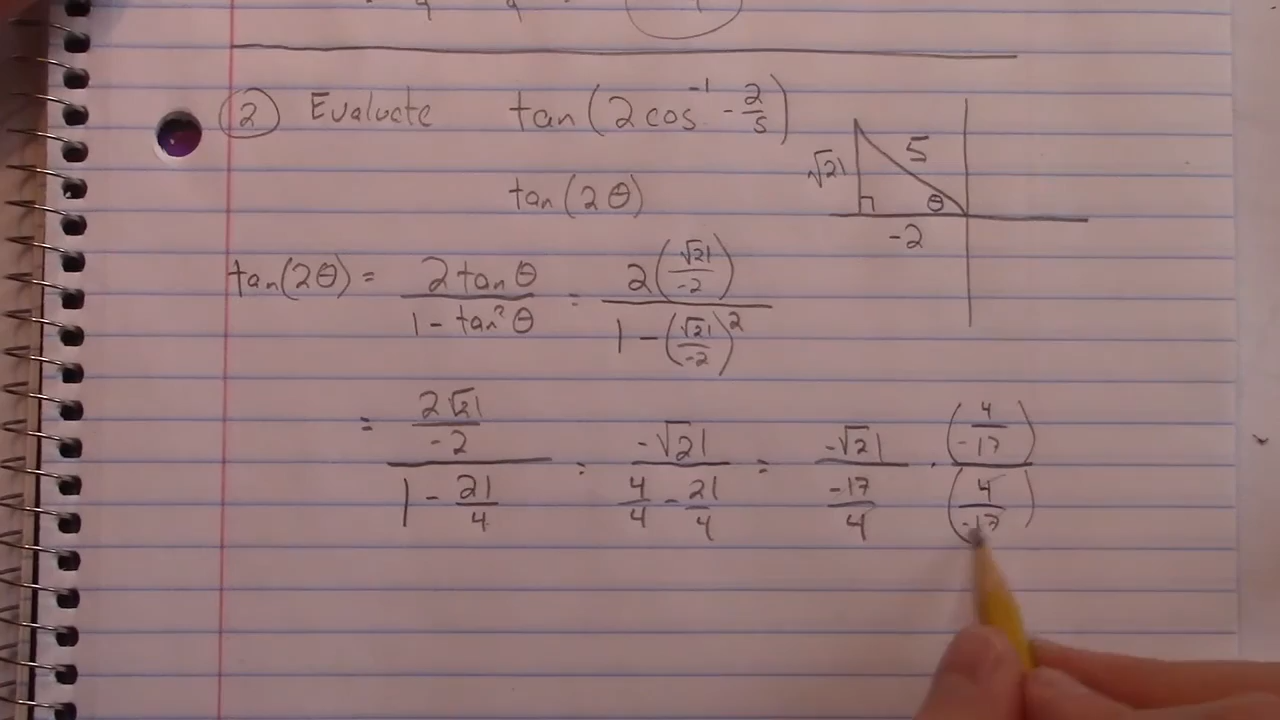 ② Evaluate tan(2cos⁻¹ -2/5)
√21 5 θ -2
tan(2θ)
tan(2θ) = 2tanθ / (1 - tan²θ) = 2(√21/-2) / (1 - (√21/-2)²)
= (2√21/-2) / (1 - 21/4) = -√21 / (4/4 - 21/4) = -√21 / (-17/4) · (4/-17) / (4/-17)